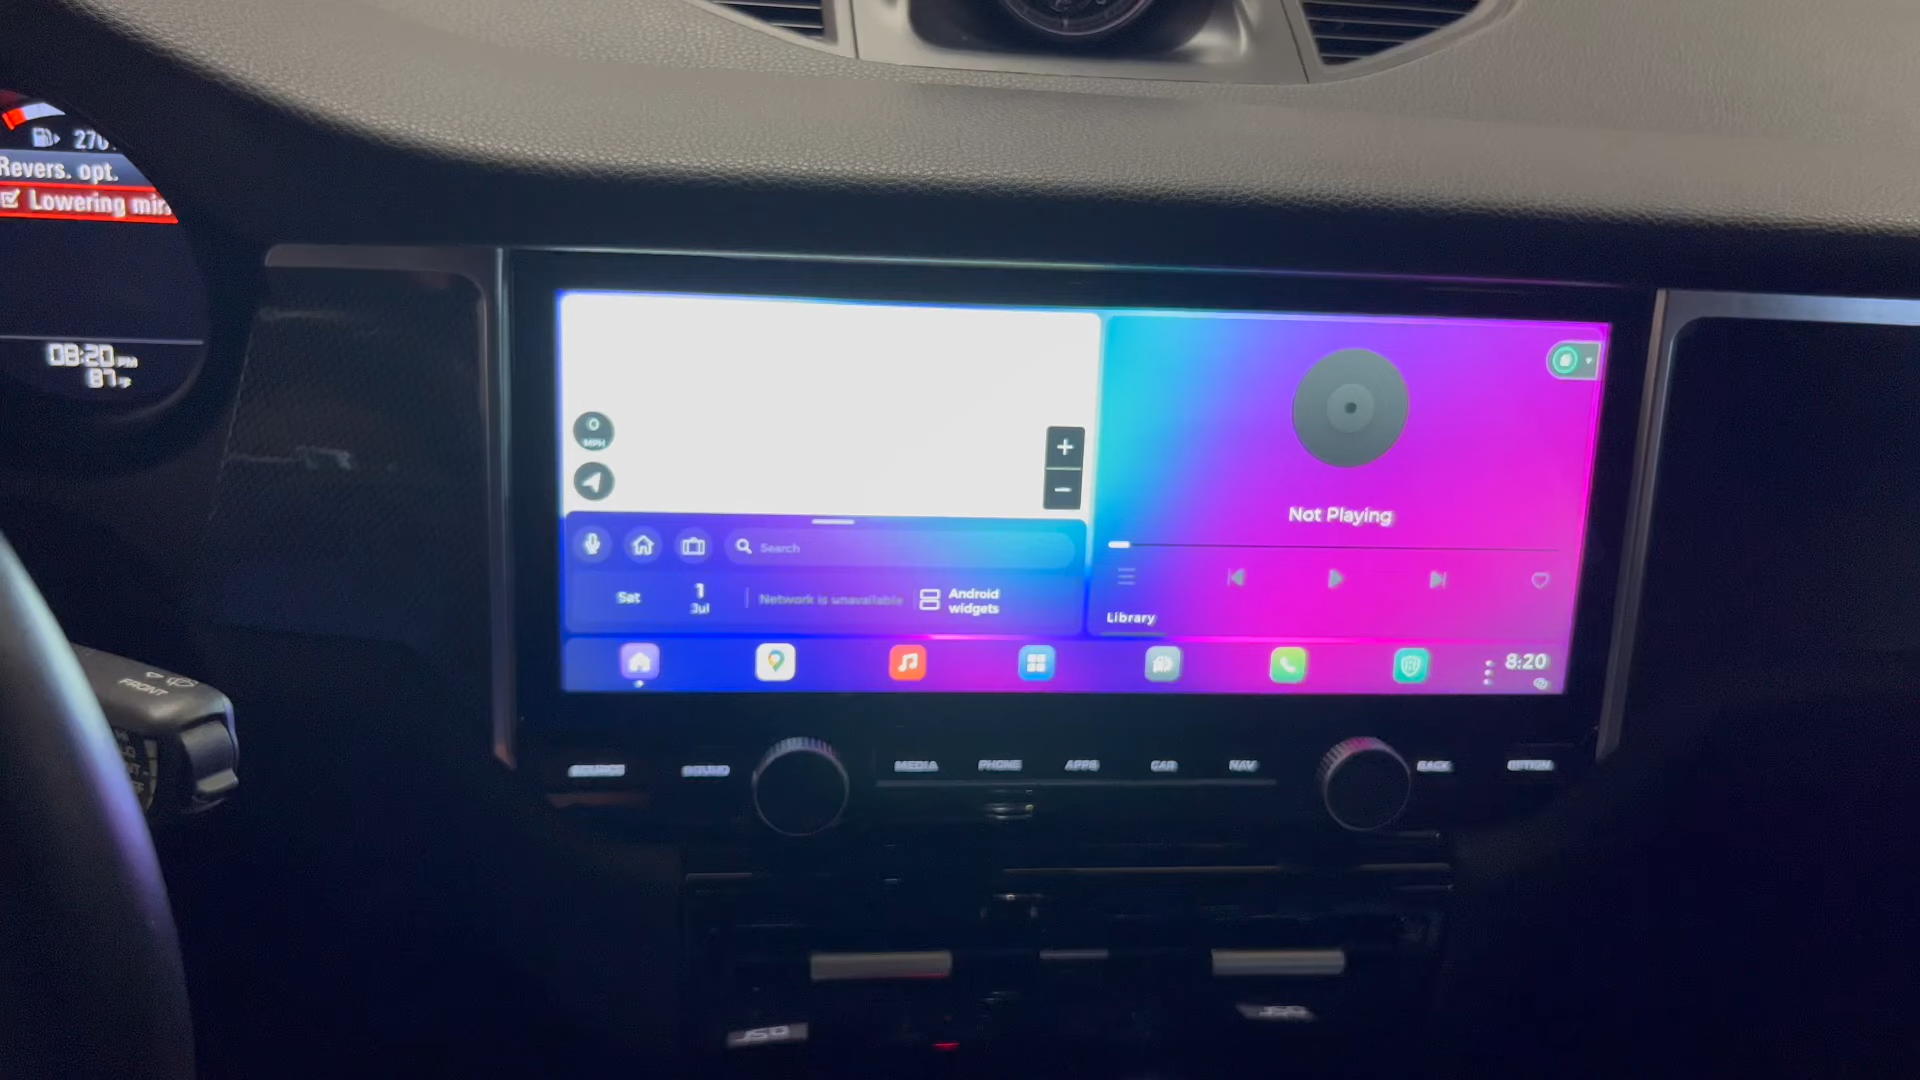 Revers. opt.
Lowering mir
08:20 PM
87°F
0
MPH
+
−
Search
Sat
1
Jul
Network is unavailable
Android
widgets
Not Playing
Library
8:20
FRONT
SOURCE
SOUND
MEDIA
PHONE
APPS
CAR
NAV
BACK
OPTION